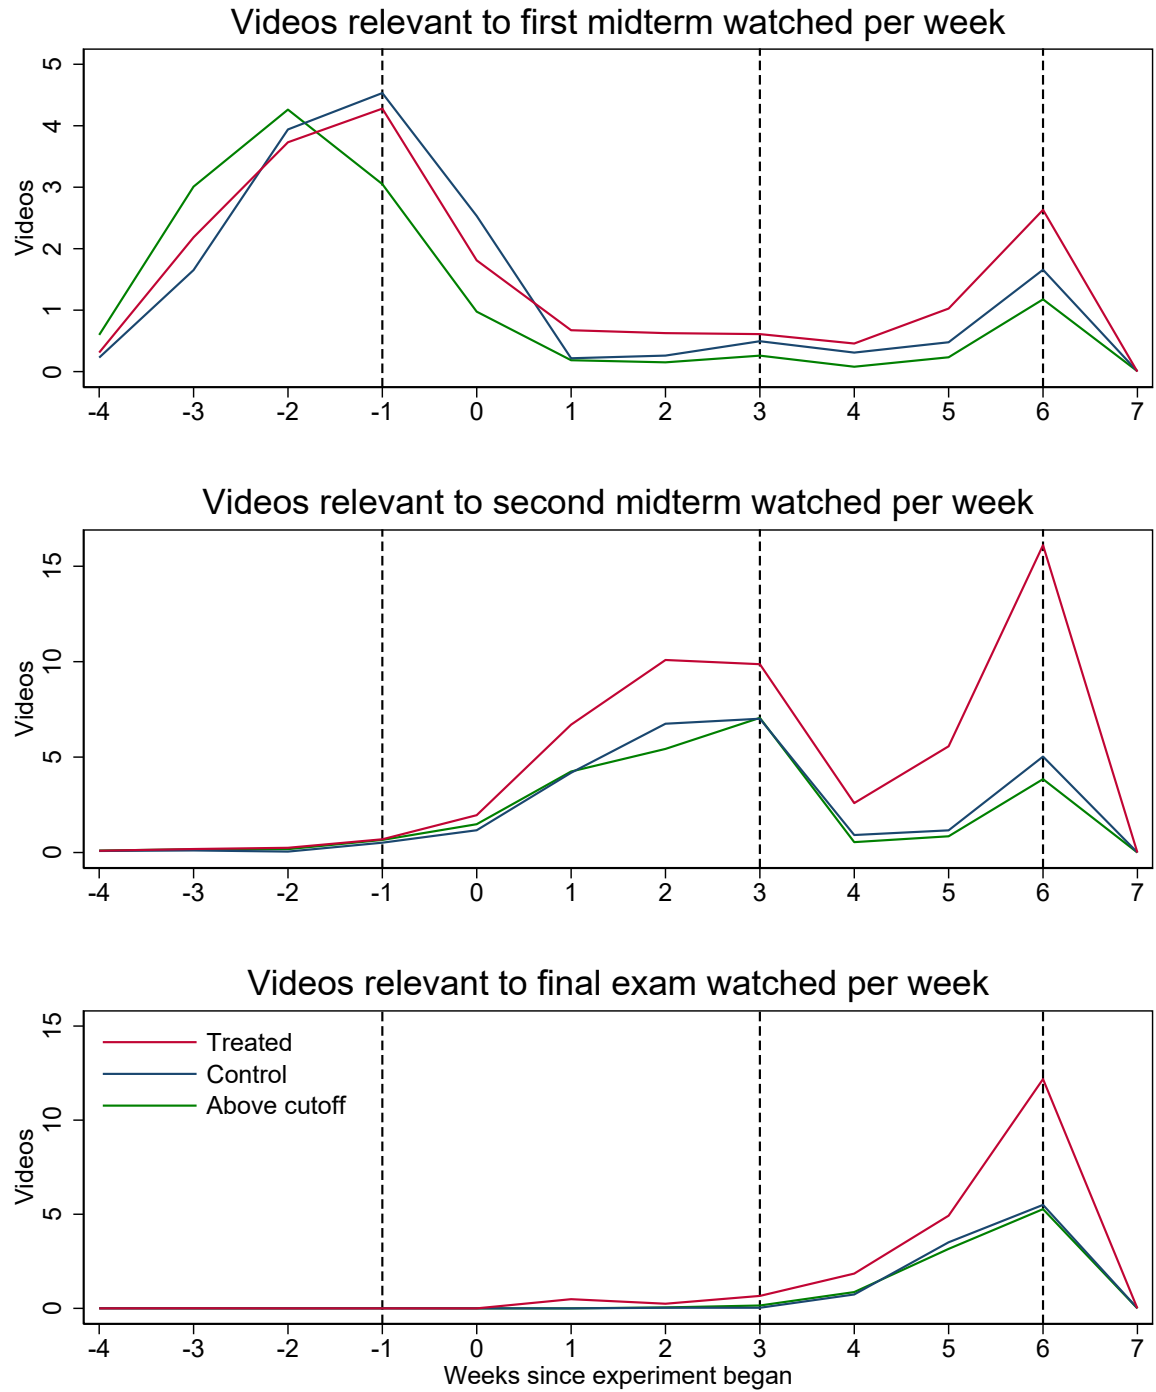 Videos relevant to first midterm watched per week
Videos
5
4
3
2
1
0
-4 -3 -2 -1 0 1 2 3 4 5 6 7
Videos relevant to second midterm watched per week
Videos
15
10
5
0
-4 -3 -2 -1 0 1 2 3 4 5 6 7
Videos relevant to final exam watched per week
Treated
Control
Above cutoff
Videos
15
10
5
0
-4 -3 -2 -1 0 1 2 3 4 5 6 7
Weeks since experiment began